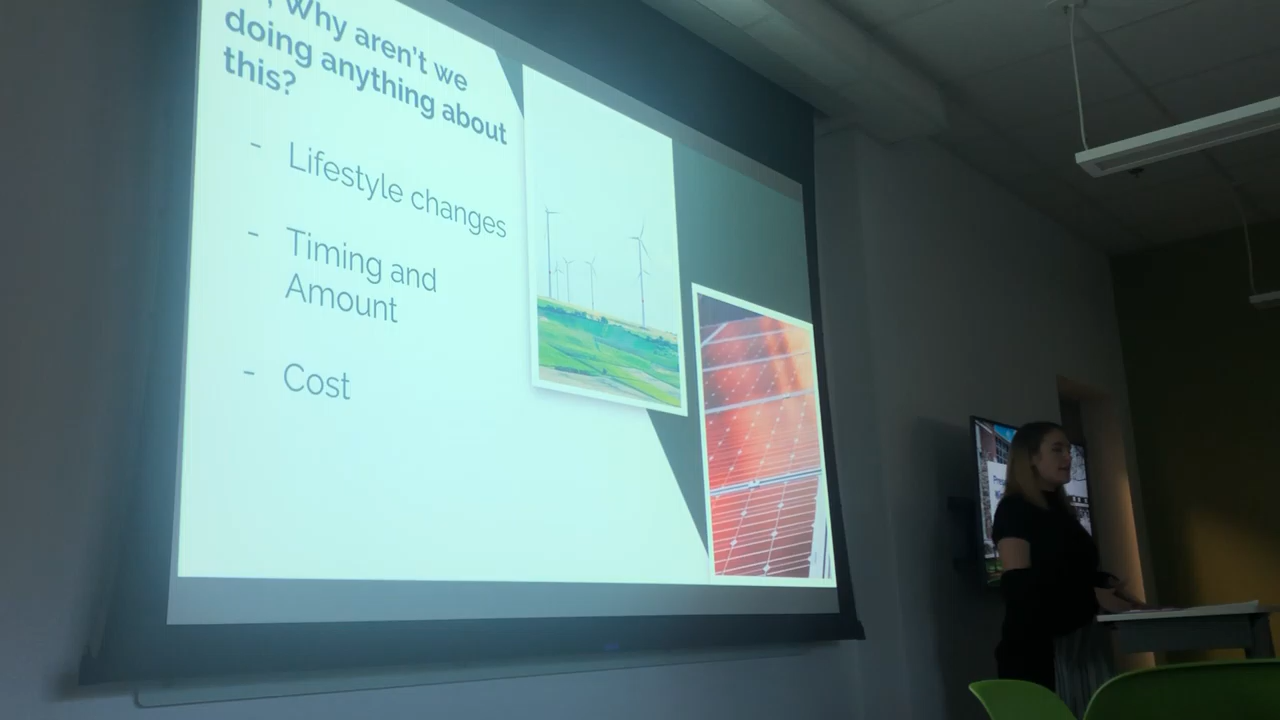 , Why aren't we
doing anything about
this?
- Lifestyle changes
- Timing and
Amount
- Cost